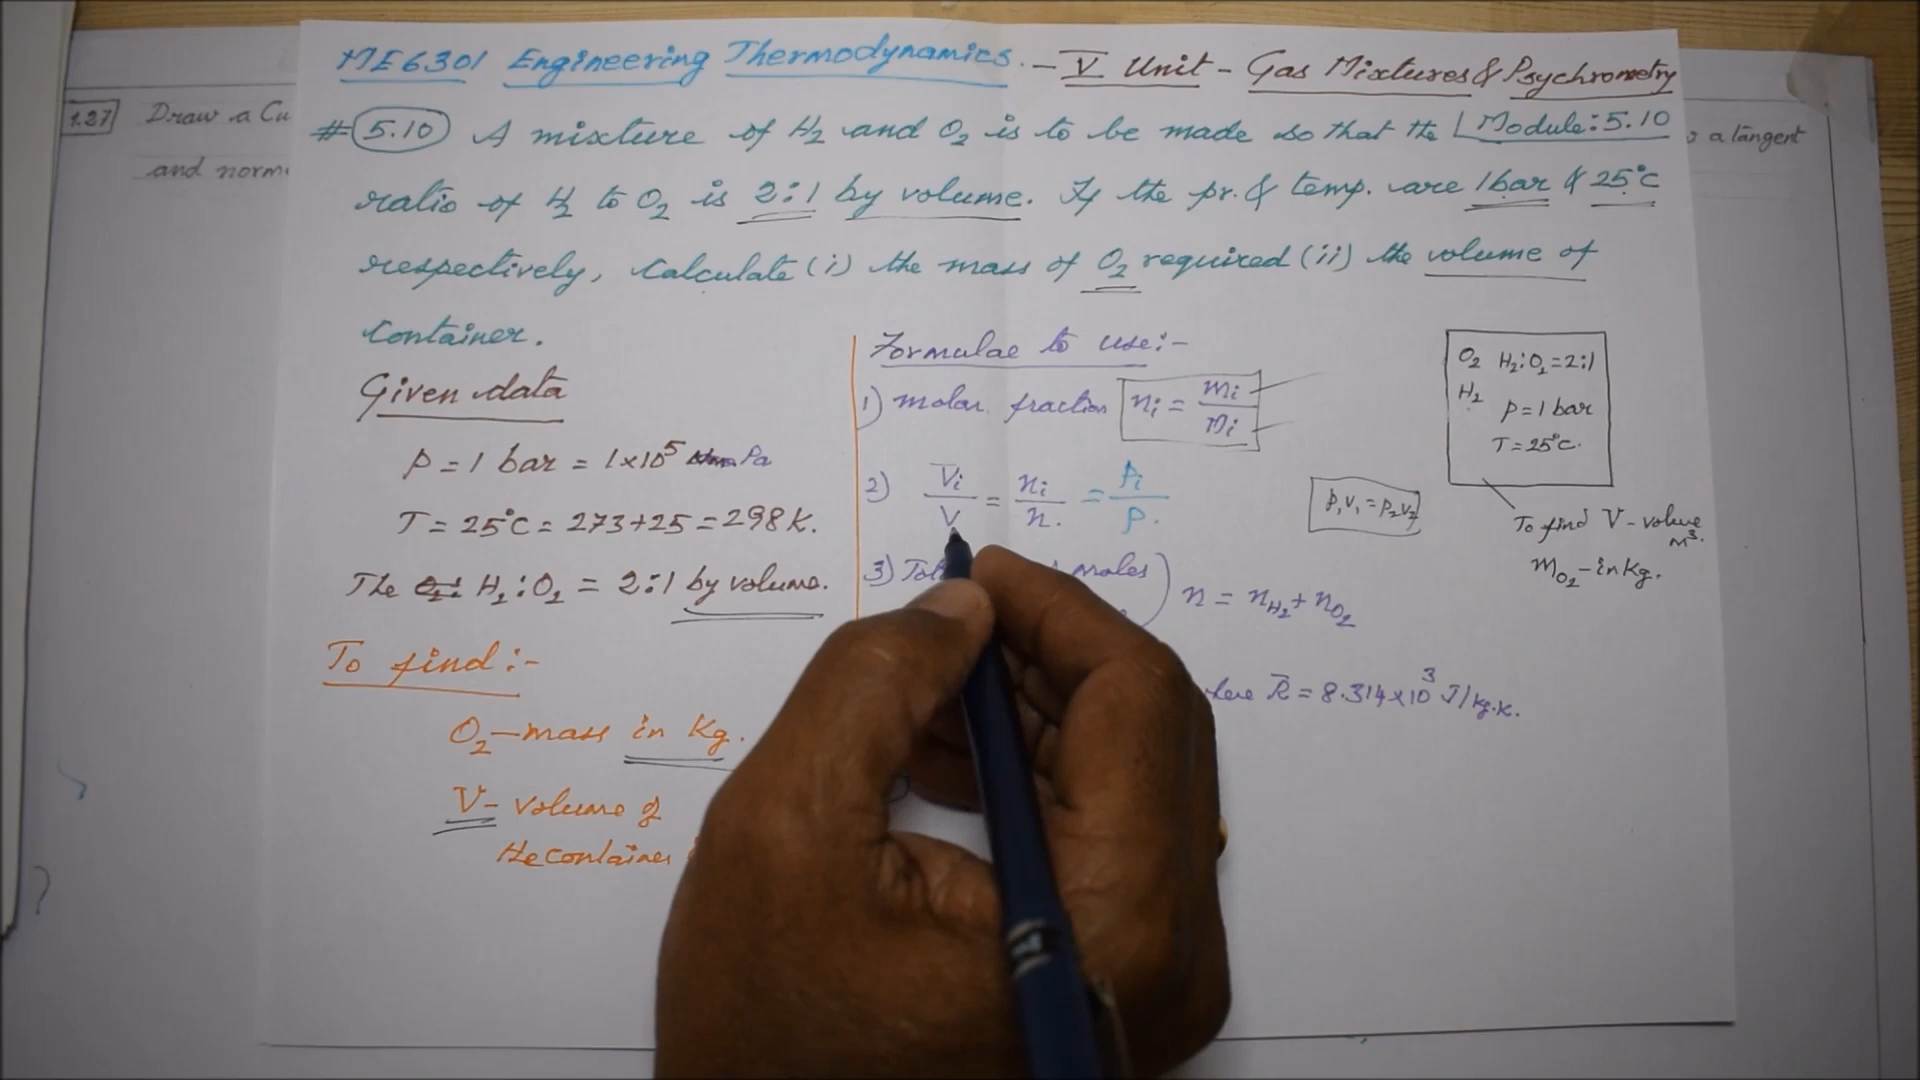 ME6301 Engineering Thermodynamics. - V Unit - Gas Mixtures & Psychrometry
# 5.10 A mixture of H2 and O2 is to be made so that the Module: 5.10
ratio of H2 to O2 is 2:1 by volume. If the pr. & temp. are 1 bar & 25°C
respectively, Calculate (i) the mass of O2 required (ii) the volume of
Container.
Given data
P = 1 bar = 1×10^5 Pa
T = 25°C = 273+25 = 298 K.
The H2 : O2 = 2:1 by volume.
To find :-
O2 - mass in Kg.
V - volume of
the container
Formulae to use :-
1) molar fraction ni = mi / Mi
2) Vi / V = ni / n. = Pi / P.
P1V1 = P2V2
3) moles
n = nH2 + nO2
R̄ = 8.314×10^3 J/kg.K.
O2 H2:O2 = 2:1
H2
P = 1 bar
T = 25°C.
To find V - volume
M^3.
mO2 - in Kg.
1.27 Draw a Cu
and norm
a tangent